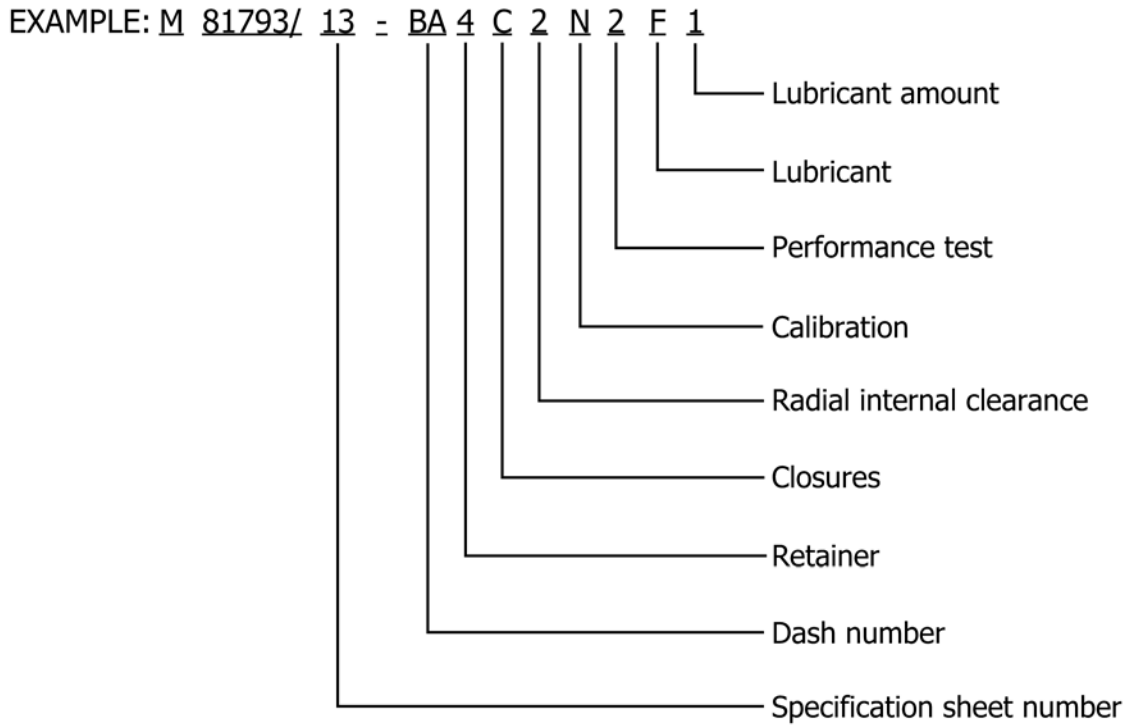 EXAMPLE: M 81793/ 13 - BA 4 C 2 N 2 F 1
Lubricant amount
Lubricant
Performance test
Calibration
Radial internal clearance
Closures
Retainer
Dash number
Specification sheet number